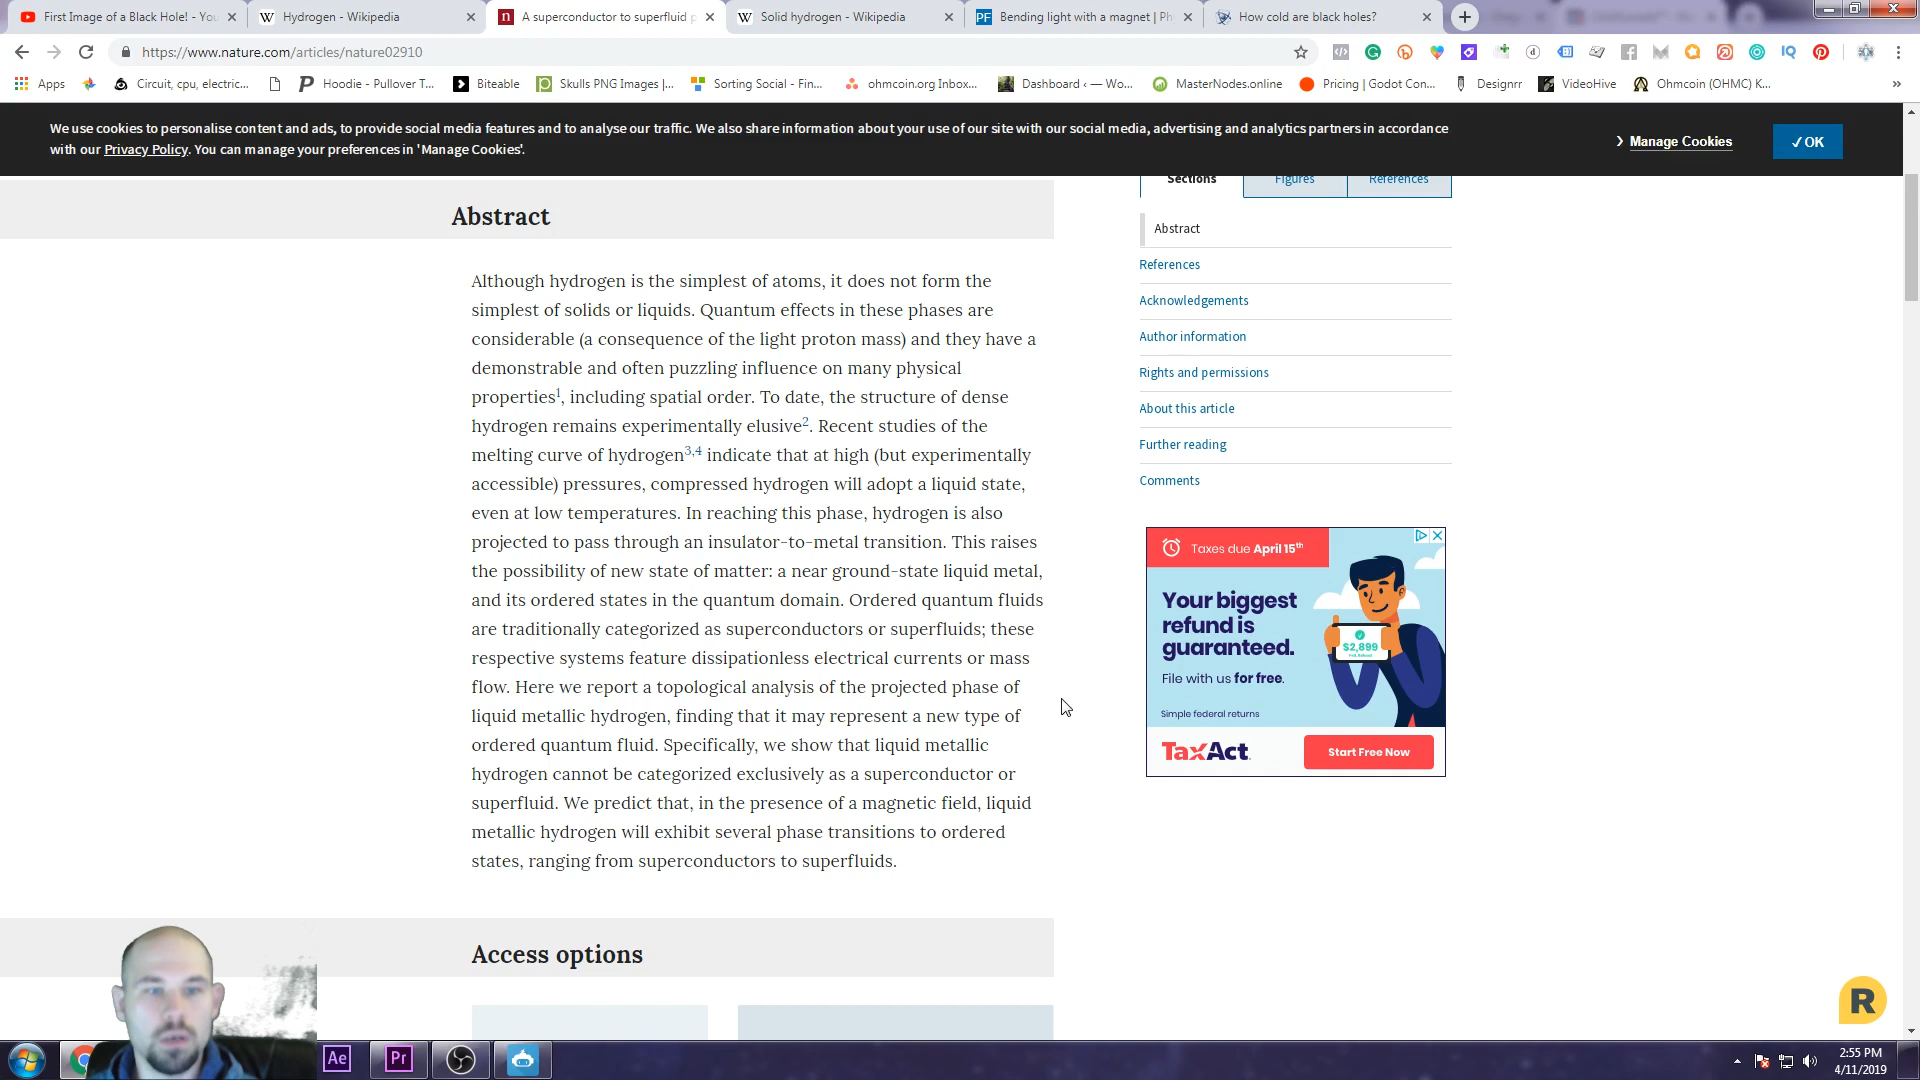 First Image of a Black Hole! - You
Hydrogen - Wikipedia
A superconductor to superfluid p
Solid hydrogen - Wikipedia
Bending light with a magnet | Ph
How cold are black holes?
https://www.nature.com/articles/nature02910
Apps
Circuit, cpu, electric...
Hoodie - Pullover T...
Biteable
Skulls PNG Images |...
Sorting Social - Fin...
ohmcoin.org Inbox...
Dashboard ‹ — Wo...
MasterNodes.online
Pricing | Godot Con...
Designrr
VideoHive
Ohmcoin (OHMC) K...
»
We use cookies to personalise content and ads, to provide social media features and to analyse our traffic. We also share information about your use of our site with our social media, advertising and analytics partners in accordance
with our Privacy Policy. You can manage your preferences in 'Manage Cookies'.
Manage Cookies
✓ OK
Sections
Figures
References
Abstract
Although hydrogen is the simplest of atoms, it does not form the
simplest of solids or liquids. Quantum effects in these phases are
considerable (a consequence of the light proton mass) and they have a
demonstrable and often puzzling influence on many physical
properties1, including spatial order. To date, the structure of dense
hydrogen remains experimentally elusive2. Recent studies of the
melting curve of hydrogen3,4 indicate that at high (but experimentally
accessible) pressures, compressed hydrogen will adopt a liquid state,
even at low temperatures. In reaching this phase, hydrogen is also
projected to pass through an insulator-to-metal transition. This raises
the possibility of new state of matter: a near ground-state liquid metal,
and its ordered states in the quantum domain. Ordered quantum fluids
are traditionally categorized as superconductors or superfluids; these
respective systems feature dissipationless electrical currents or mass
flow. Here we report a topological analysis of the projected phase of
liquid metallic hydrogen, finding that it may represent a new type of
ordered quantum fluid. Specifically, we show that liquid metallic
hydrogen cannot be categorized exclusively as a superconductor or
superfluid. We predict that, in the presence of a magnetic field, liquid
metallic hydrogen will exhibit several phase transitions to ordered
states, ranging from superconductors to superfluids.
Access options
Abstract
References
Acknowledgements
Author information
Rights and permissions
About this article
Further reading
Comments
Taxes due April 15th
Your biggest
refund is
guaranteed.
File with us for free.
Simple federal returns
$2,899
TaxAct
Start Free Now
R
Ae
Pr
2:55 PM
4/11/2019